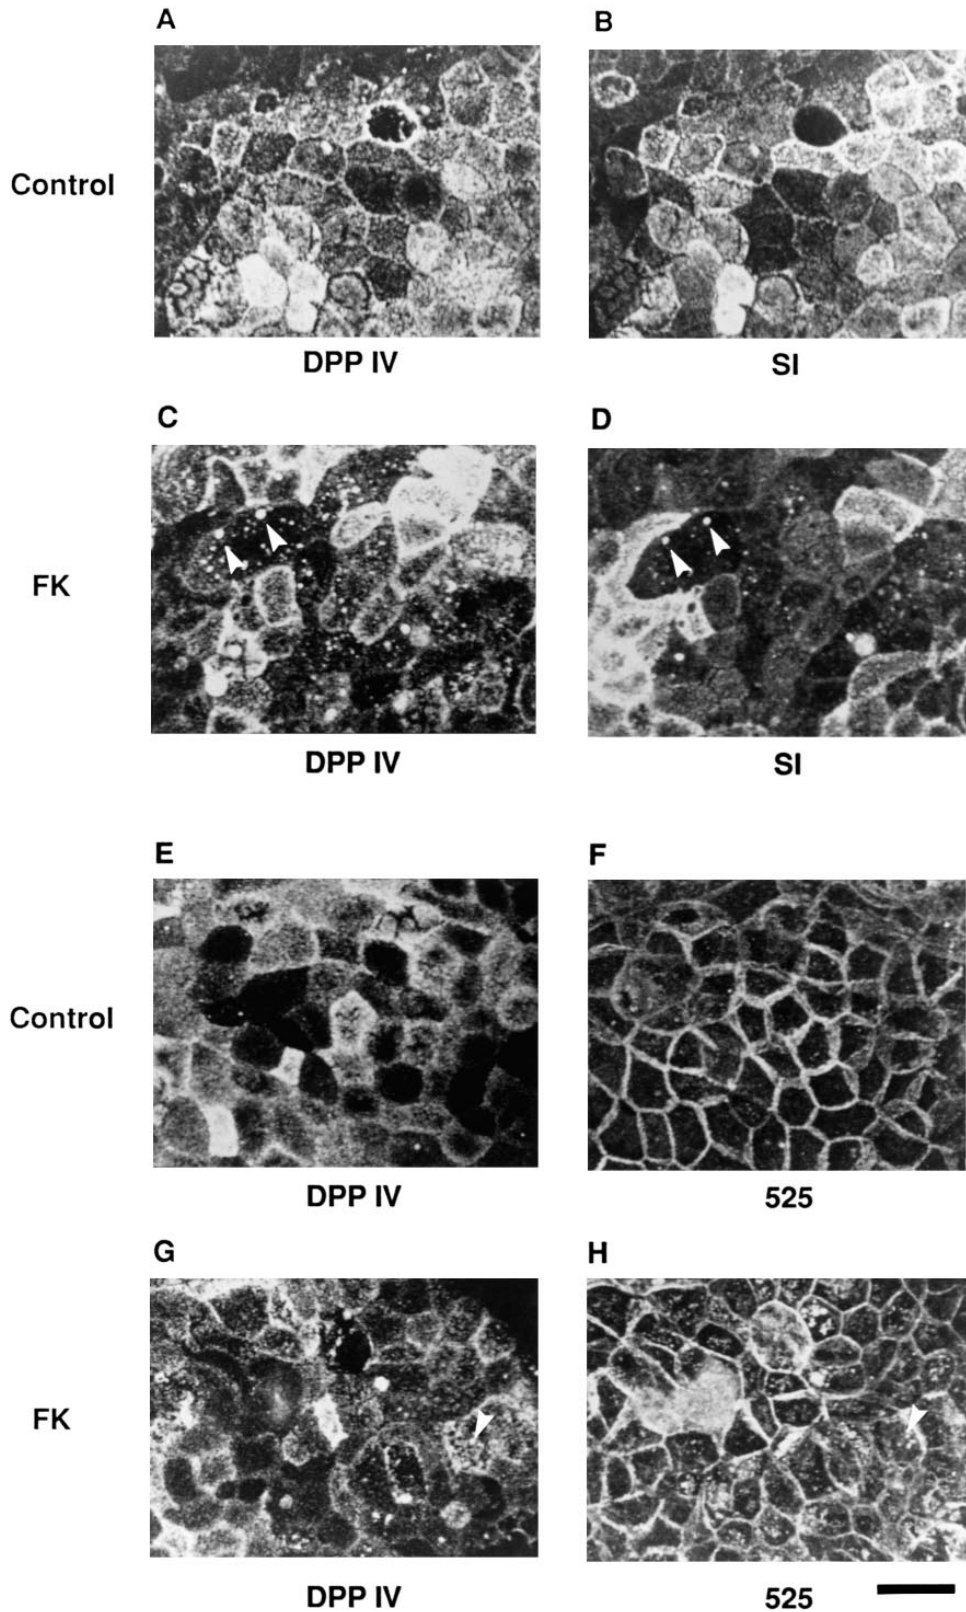 A
B
Control
DPP IV
SI
C
D
FK
DPP IV
SI
E
F
Control
DPP IV
525
G
H
FK
DPP IV
525